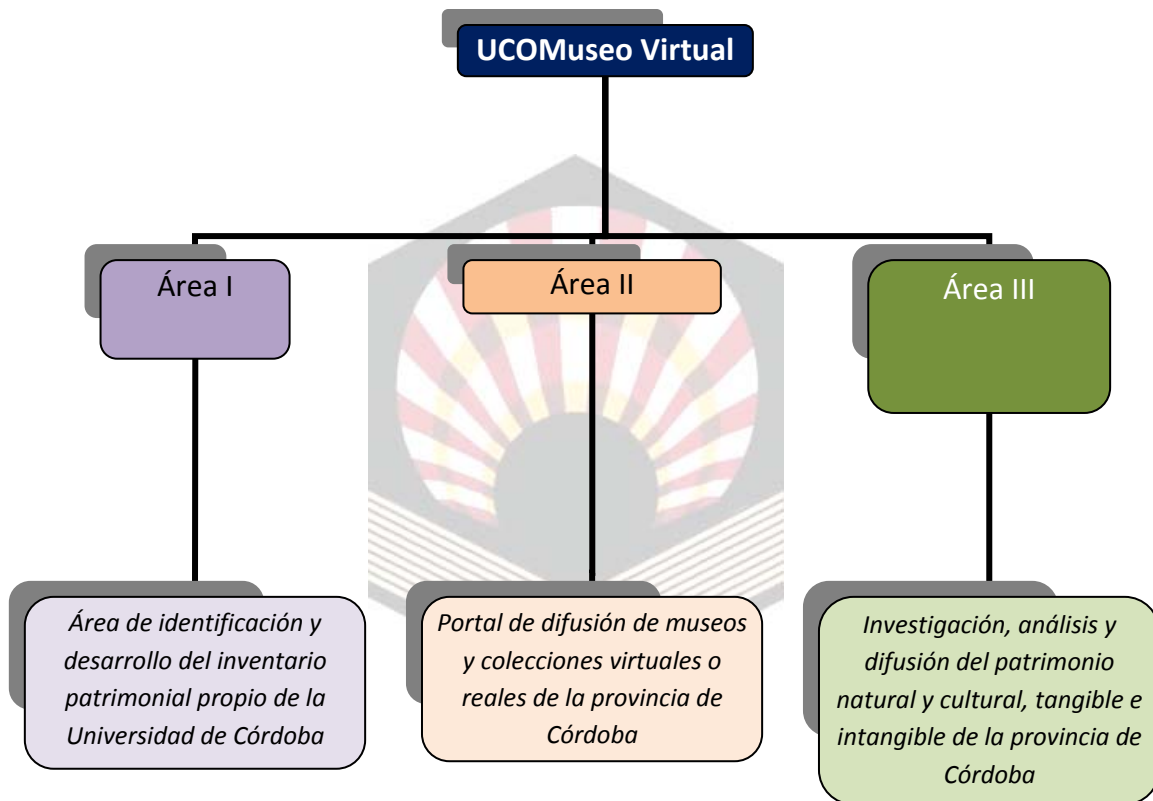 UCOMuseo Virtual
Área I
Área II
Área III
Área de identificación y
desarrollo del inventario
patrimonial propio de la
Universidad de Córdoba
Portal de difusión de museos
y colecciones virtuales o
reales de la provincia de
Córdoba
Investigación, análisis y
difusión del patrimonio
natural y cultural, tangible e
intangible de la provincia de
Córdoba